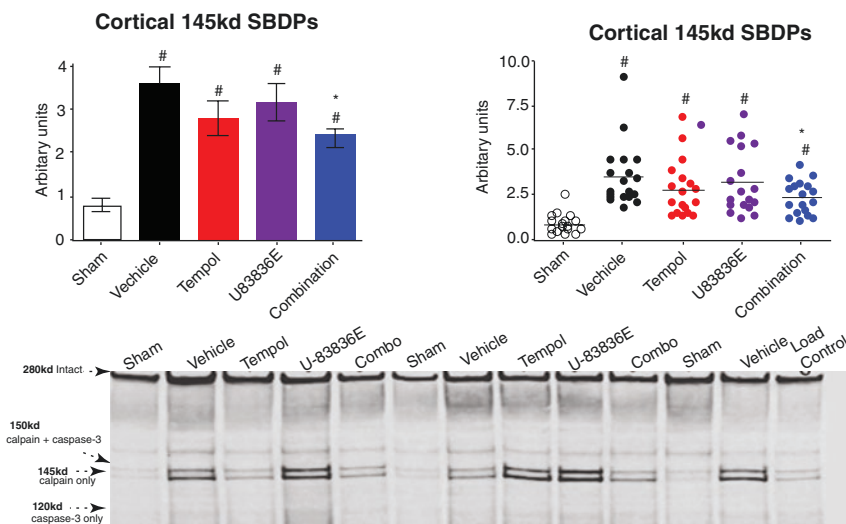 Cortical 145kd SBDPs
Arbitary units
4
3
2
1
0
#
#
#
*
#
Sham
Vechicle
Tempol
U83836E
Combination
Cortical 145kd SBDPs
Arbitary units
10.0
7.5
5.0
2.5
0.0
#
#
#
*
#
Sham
Vehicle
Tempol
U83836E
Combination
Sham
Vehicle
Tempol
U-83836E
Combo
Sham
Vehicle
Tempol
U-83836E
Combo
Sham
Vehicle
Load
Control
280kd Intact
150kd
calpain + caspase-3
145kd
calpain only
120kd
caspase-3 only